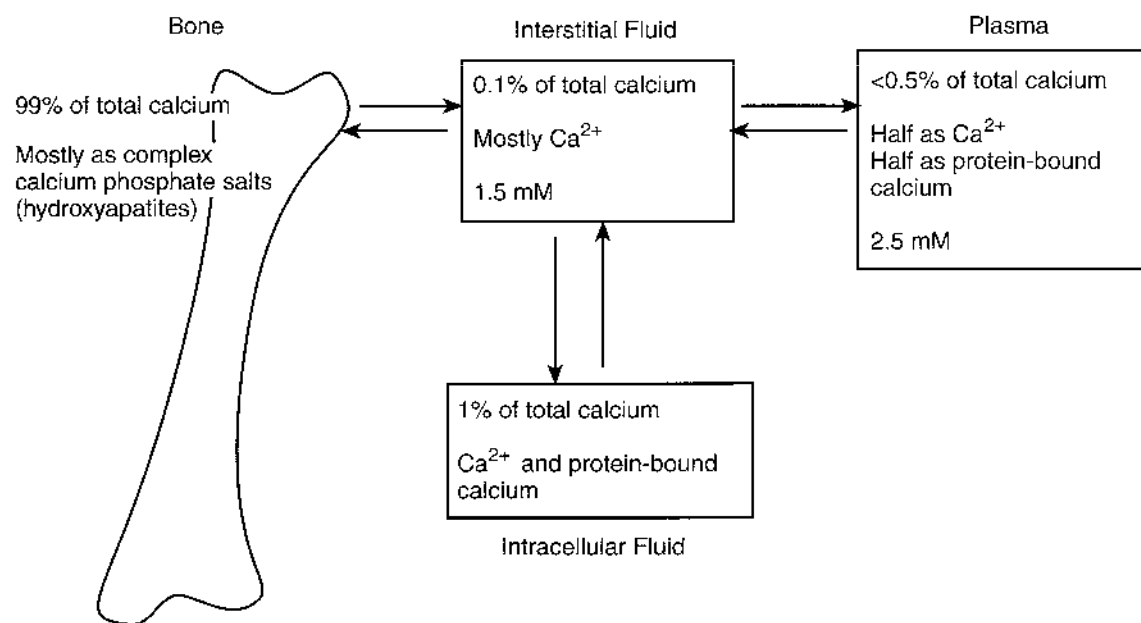 Bone
99% of total calcium
Mostly as complex
calcium phosphate salts
(hydroxyapatites)
Interstitial Fluid
0.1% of total calcium
Mostly Ca²⁺
1.5 mM
Plasma
<0.5% of total calcium
Half as Ca²⁺
Half as protein-bound
calcium
2.5 mM
1% of total calcium
Ca²⁺ and protein-bound
calcium
Intracellular Fluid